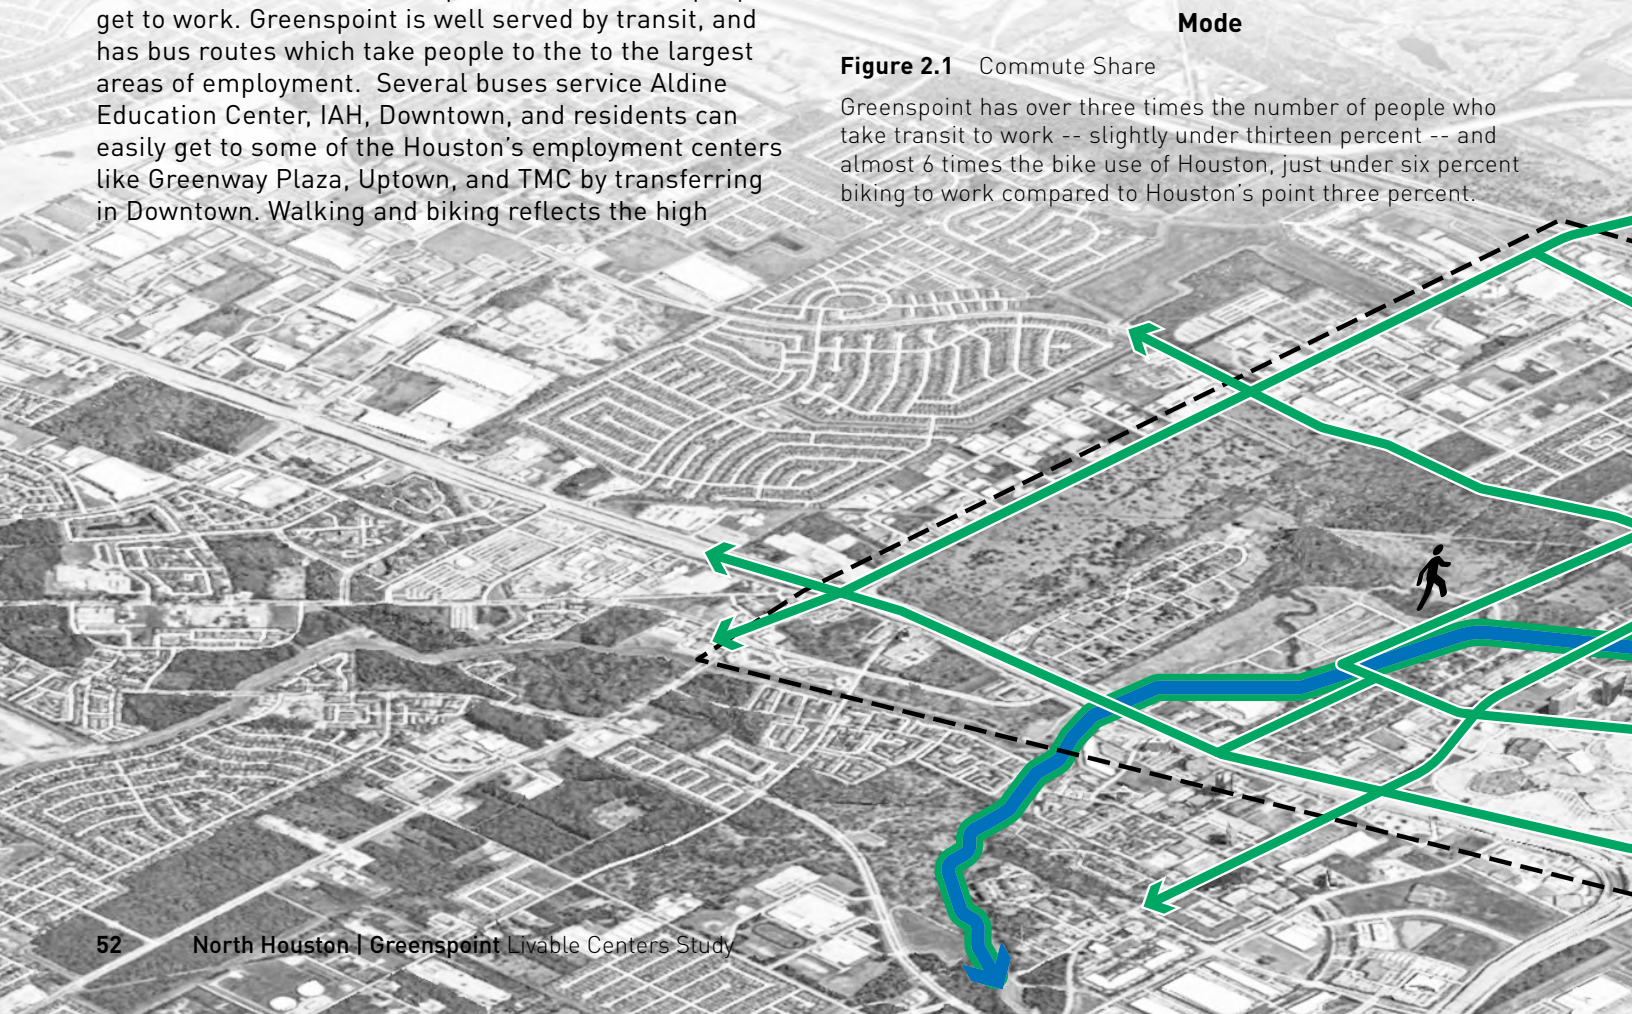 get to work. Greenspoint is well served by transit, and
has bus routes which take people to the to the largest
areas of employment.  Several buses service Aldine
Education Center, IAH, Downtown, and residents can
easily get to some of the Houston's employment centers
like Greenway Plaza, Uptown, and TMC by transferring
in Downtown. Walking and biking reflects the high
Mode
Figure 2.1 Commute Share
Greenspoint has over three times the number of people who
take transit to work -- slightly under thirteen percent -- and
almost 6 times the bike use of Houston, just under six percent
biking to work compared to Houston's point three percent.
52 North Houston | Greenspoint Livable Centers Study